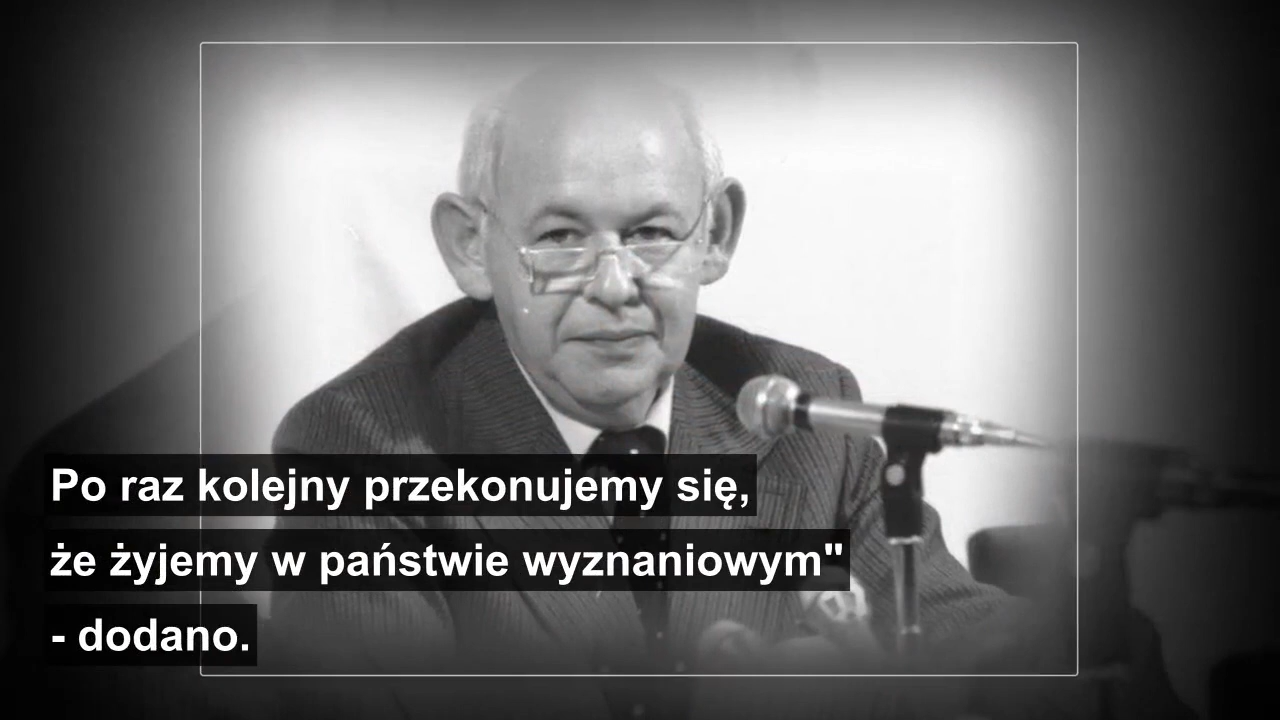 Po raz kolejny przekonujemy się,
że żyjemy w państwie wyznaniowym"
- dodano.